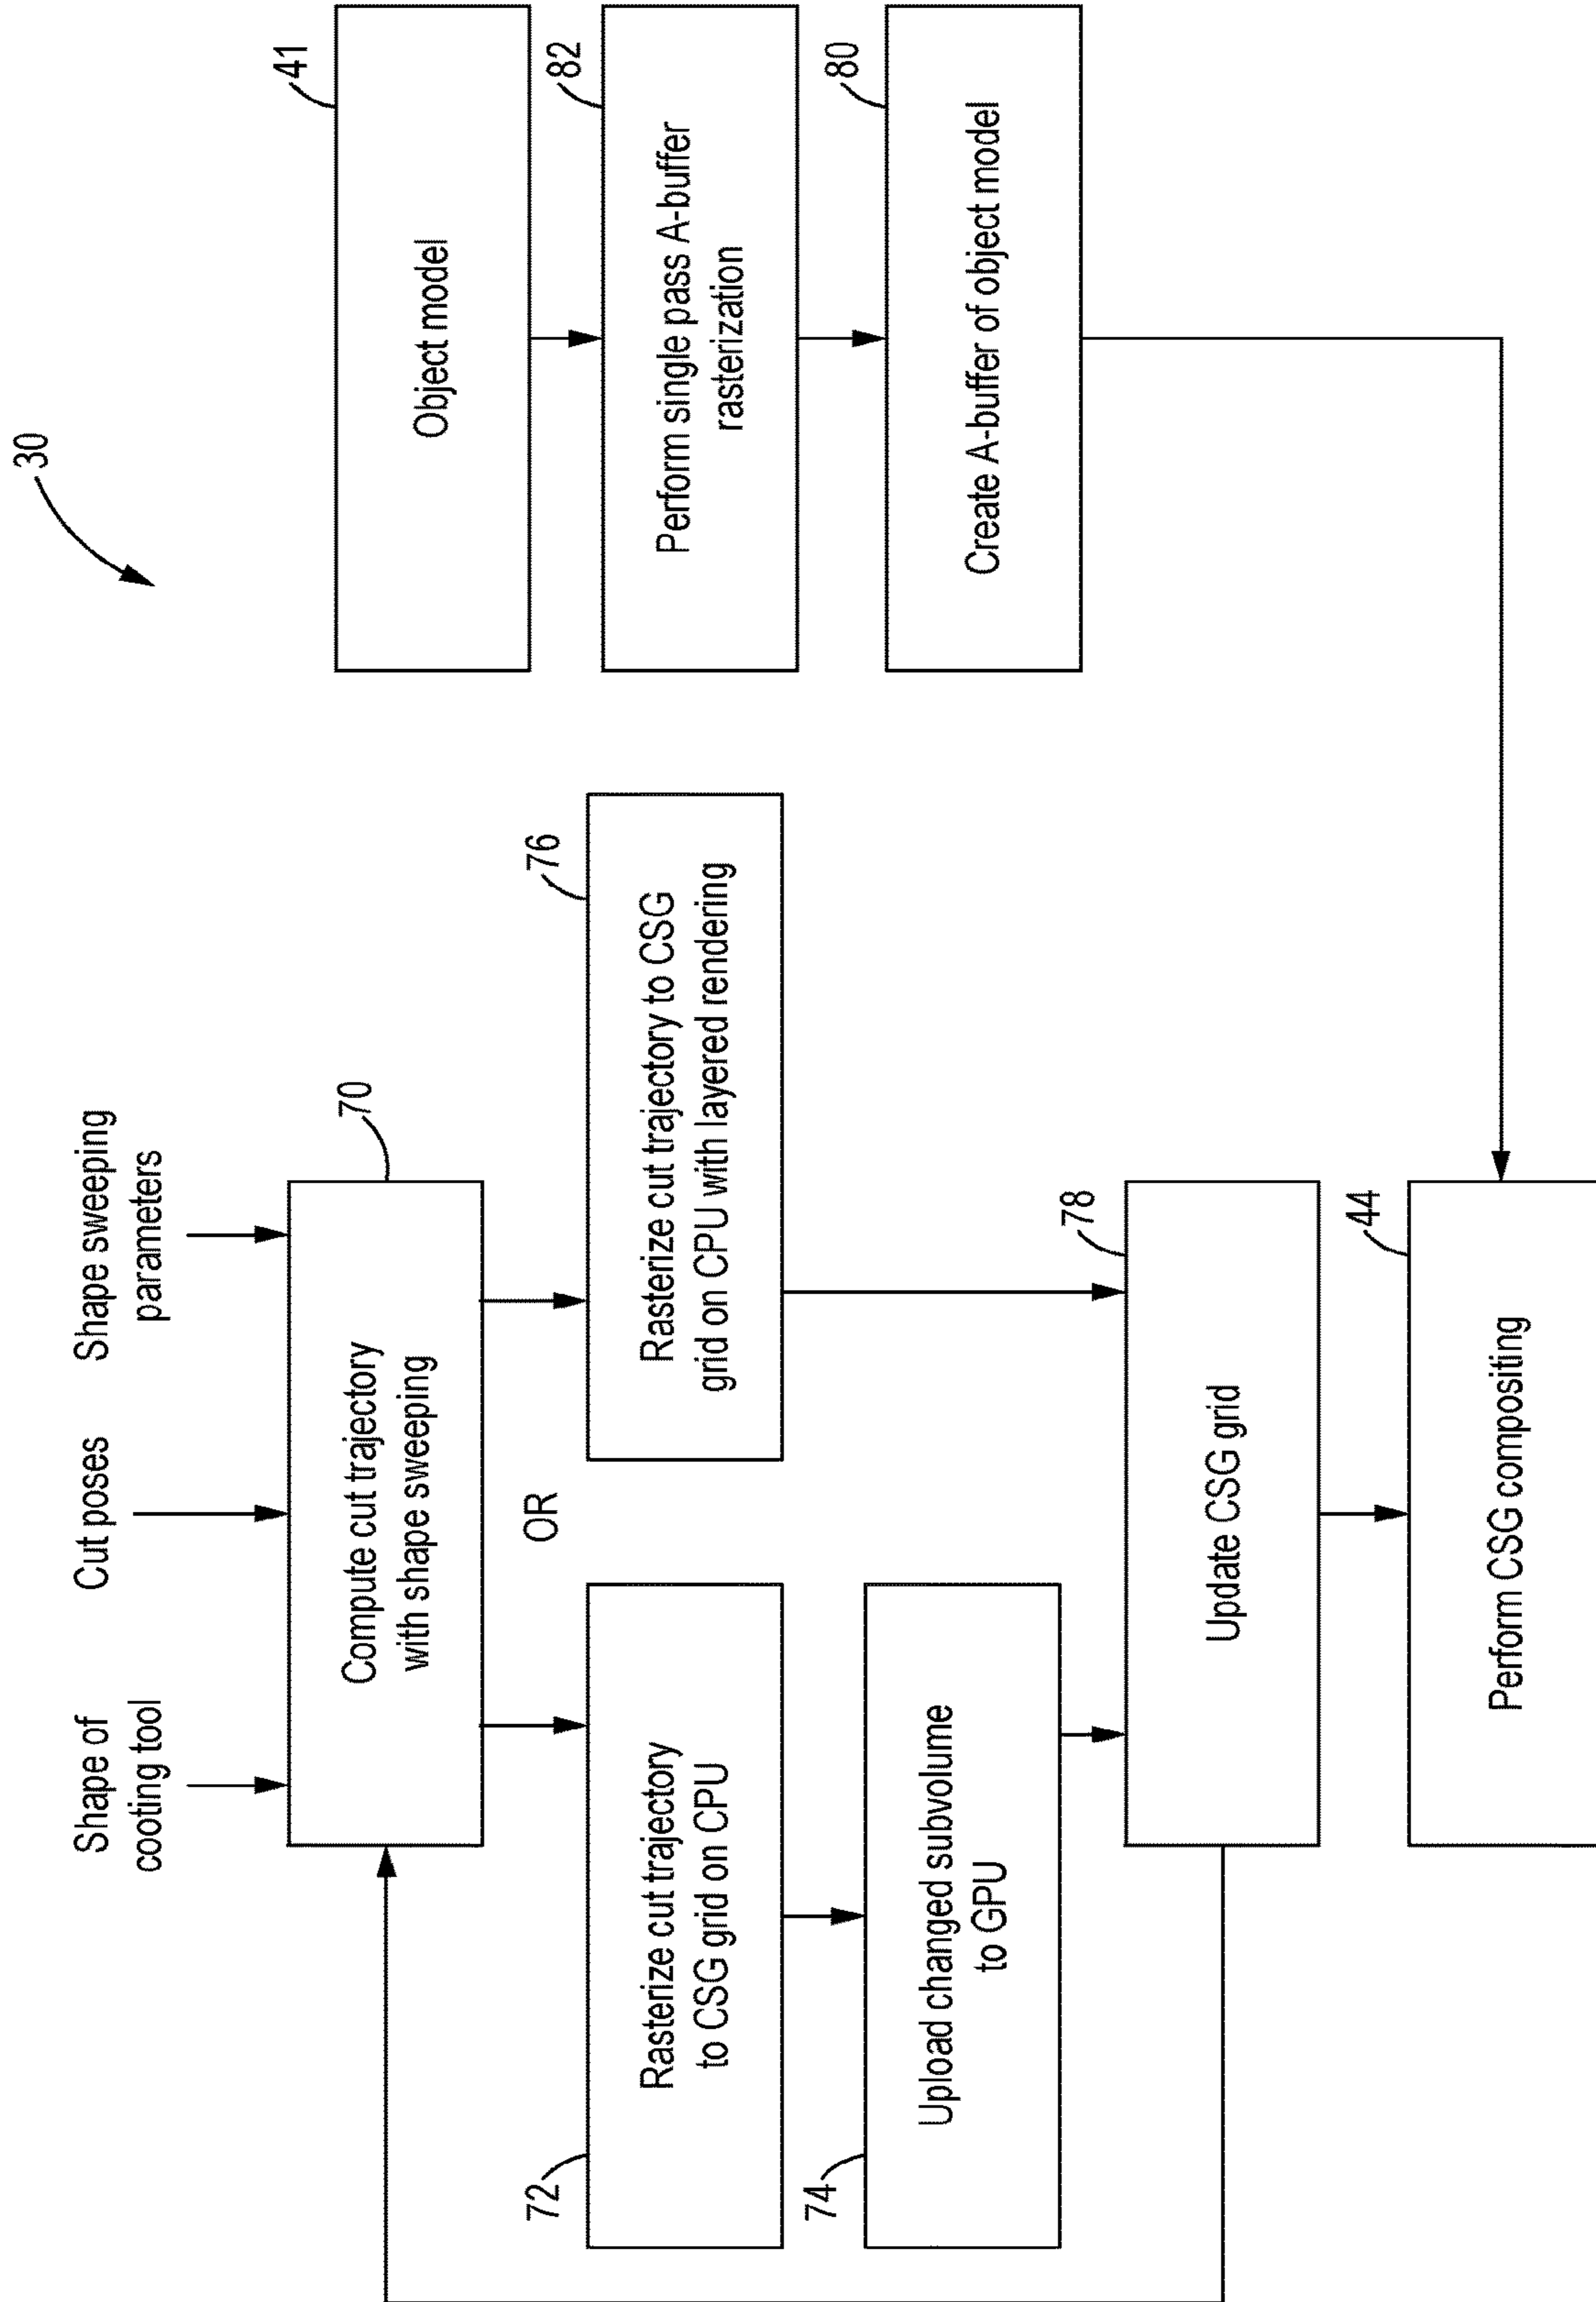 30
Shape of
cooting tool
Cut poses
Shape sweeping
parameters
70
Compute cut trajectory
with shape sweeping
OR
72
Rasterize cut trajectory
to CSG grid on CPU
76
Rasterize cut trajectory to CSG
grid on CPU with layered rendering
74
Upload changed subvolume
to GPU
78
Update CSG grid
44
Perform CSG compositing
41
Object model
82
Perform single pass A-buffer
rasterization
80
Create A-buffer of object model